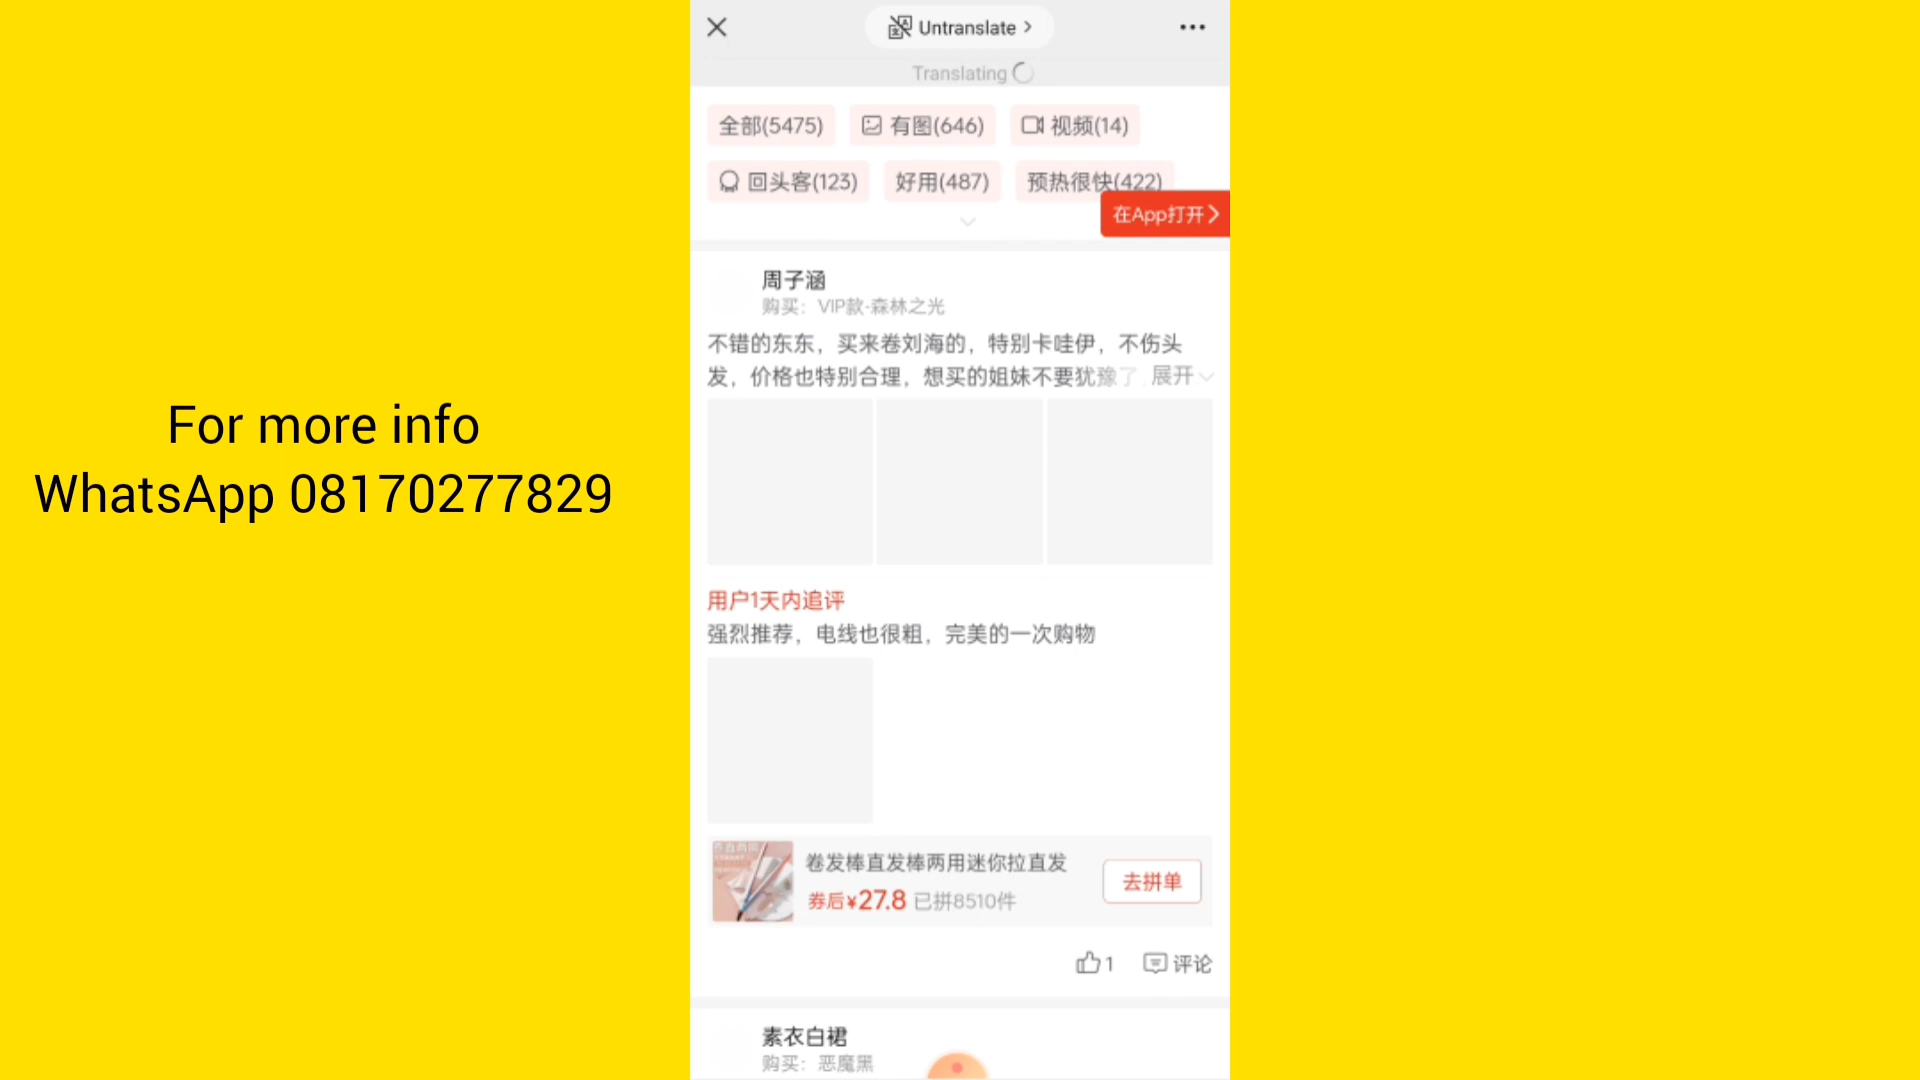 Untranslate
Translating
全部(5475) 有图(646) 视频(14)
回头客(123) 好用(487) 预热很快(422)
在App打开
周子涵
购买：VIP款-森林之光
不错的东东，买来卷刘海的，特别卡哇伊，不伤头
发，价格也特别合理，想买的姐妹不要犹豫了 展开
For more info
WhatsApp 08170277829
用户1天内追评
强烈推荐，电线也很粗，完美的一次购物
卷发棒直发棒两用迷你拉直发
券后¥27.8 已拼8510件
去拼单
1 评论
素衣白裙
购买：恶魔黑